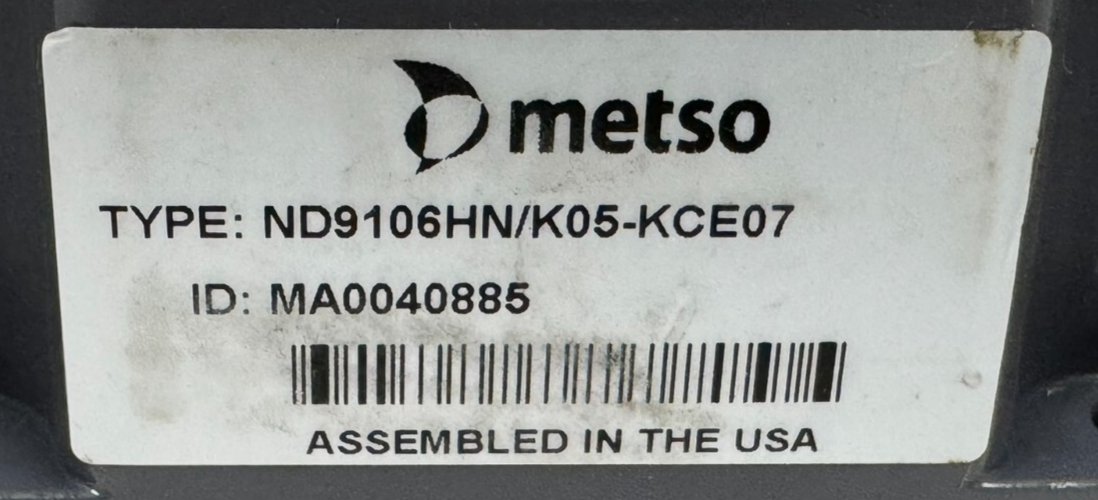 metso
TYPE: ND9106HN/K05-KCE07
ID: MA0040885
ASSEMBLED IN THE USA